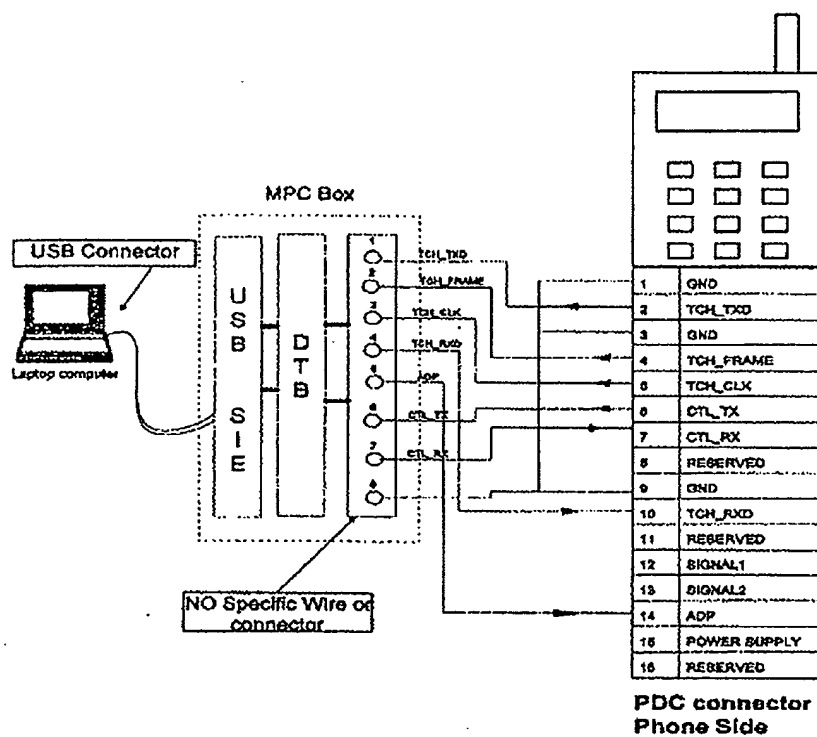 MPC Box
USB Connector
Laptop computer
USB SIE
DTB
1
TCH_TXD
2
TCH_FRAME
3
TCH_CLK
4
TCH_RXD
5
ADP
6
CTL_TX
7
CTL_RX
8
NO Specific Wire or
connector
1 GND
2 TCH_TXD
3 GND
4 TCH_FRAME
5 TCH_CLK
6 CTL_TX
7 CTL_RX
8 RESERVED
9 GND
10 TCH_RXD
11 RESERVED
12 SIGNAL1
13 SIGNAL2
14 ADP
15 POWER SUPPLY
16 RESERVED
PDC connector
Phone Side